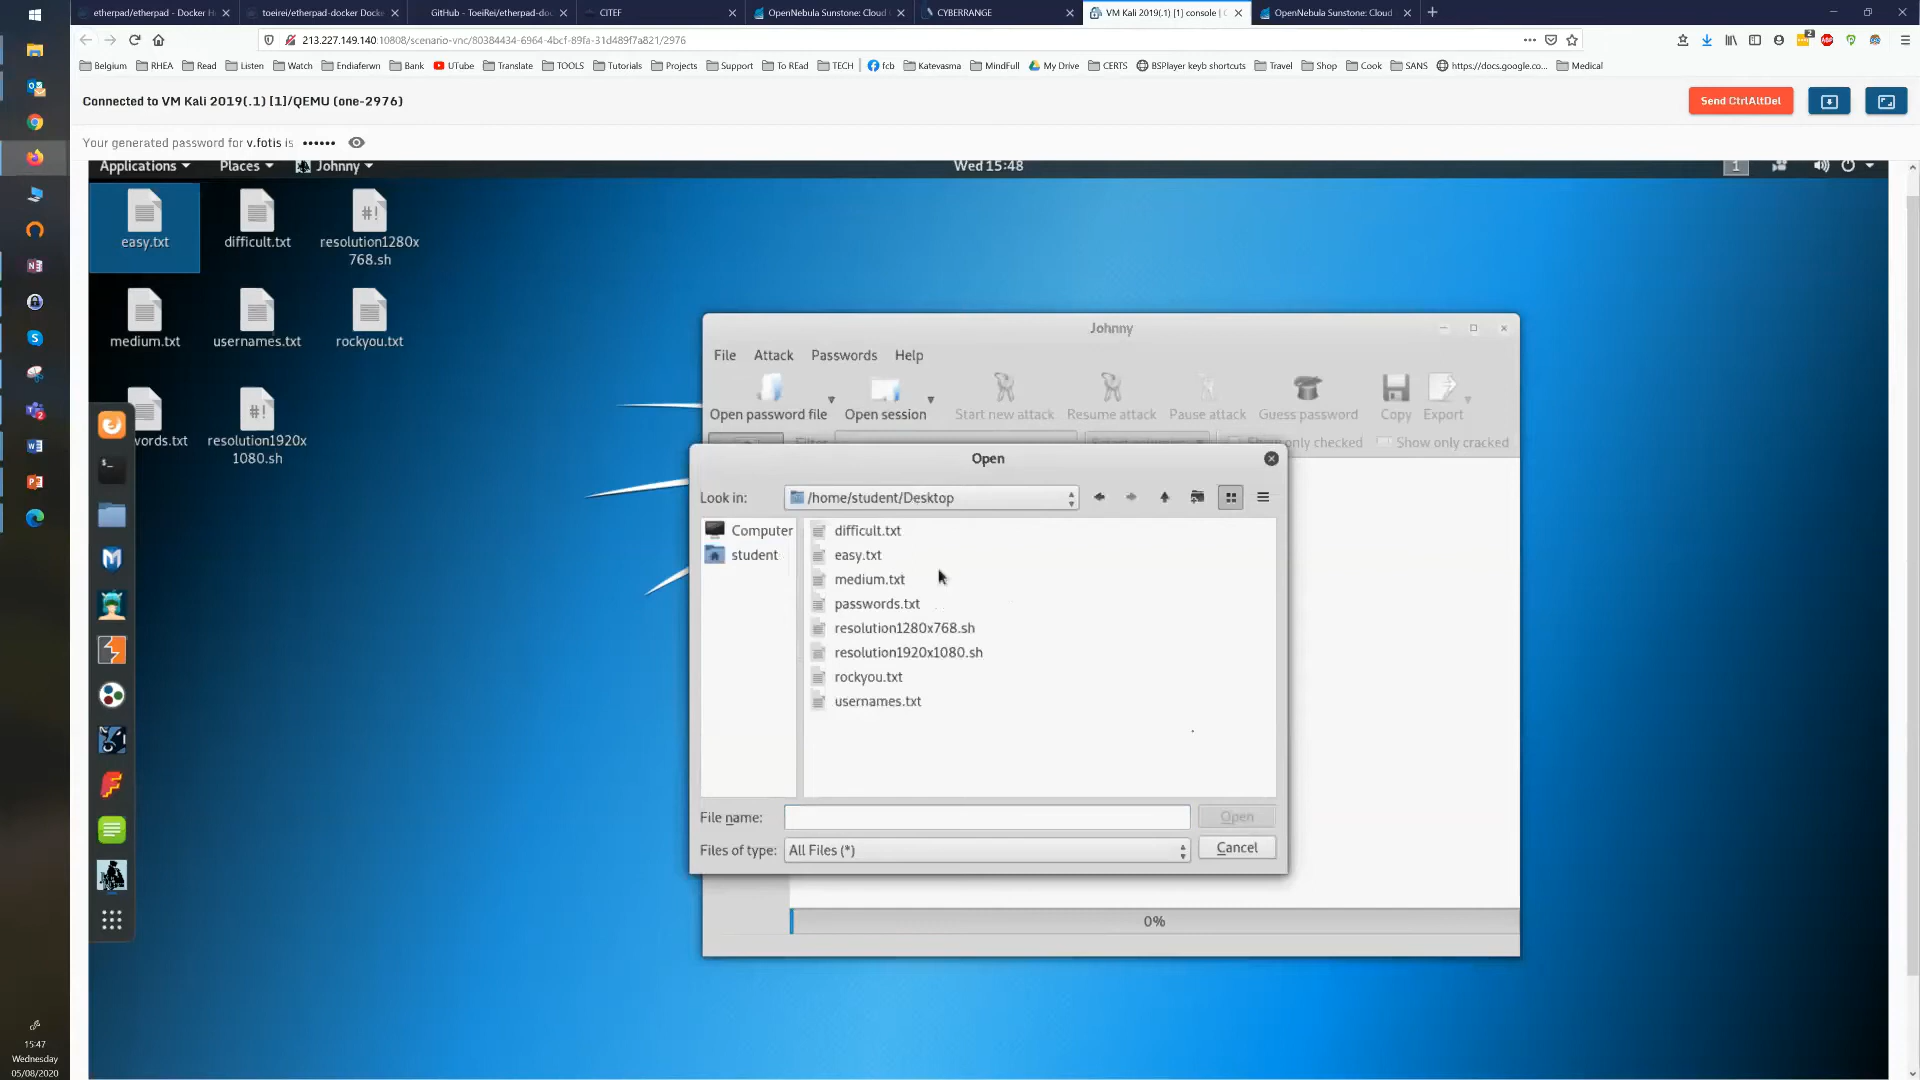 etherpad/etherpad - Docker H
toeirei/etherpad-docker Dock
GitHub - ToeiRei/etherpad-doc
CITEF
OpenNebula Sunstone: Cloud
CYBERRANGE
VM Kali 2019(.1) [1] console | C
OpenNebula Sunstone: Cloud
213.227.149.140:10808/scenario-vnc/80384434-6964-4bcf-89fa-31d489f7a821/2976
2
ABP
Belgium
RHEA
Read
Listen
Watch
Endiaferwn
Bank
UTube
Translate
TOOLS
Tutorials
Projects
Support
To REad
TECH
fcb
Katevasma
MindFull
My Drive
CERTS
BSPlayer keyb shortcuts
Travel
Shop
Cook
SANS
https://docs.google.co...
Medical
Connected to VM Kali 2019(.1) [1]/QEMU (one-2976)
Send CtrlAltDel
Your generated password for v.fotis is ••••••
Applications
Places
Johnny
Wed 15:48
1
easy.txt
difficult.txt
#!
resolution1280x
768.sh
medium.txt
usernames.txt
rockyou.txt
words.txt
#!
resolution1920x
1080.sh
Johnny
File
Attack
Passwords
Help
Open password file
Open session
Start new attack
Resume attack
Pause attack
Guess password
Copy
Export
Show only checked
Show only cracked
Open
Look in:
/home/student/Desktop
Computer
student
difficult.txt
easy.txt
medium.txt
passwords.txt
resolution1280x768.sh
resolution1920x1080.sh
rockyou.txt
usernames.txt
File name:
Open
Files of type:
All Files (*)
Cancel
0%
15:47
Wednesday
05/08/2020